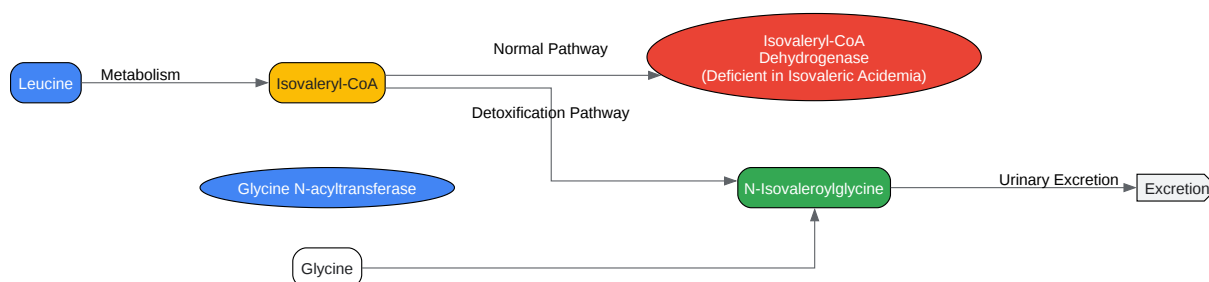 Leucine
Metabolism
Isovaleryl-CoA
Normal Pathway
Isovaleryl-CoA
Dehydrogenase
(Deficient in Isovaleric Acidemia)
Detoxification Pathway
Glycine N-acyltransferase
N-Isovaleroylglycine
Urinary Excretion
Excretion
Glycine